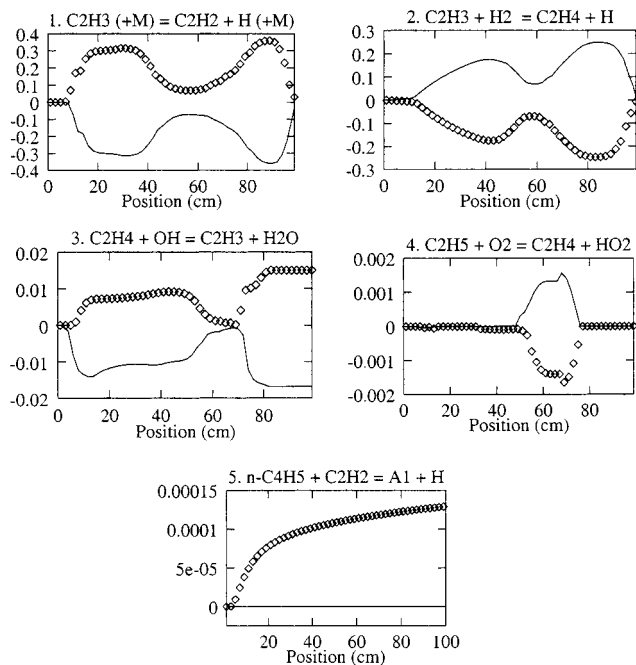 1. C2H3 (+M) = C2H2 + H (+M)
0.4
0.3
0.2
0.1
0
-0.1
-0.2
-0.3
-0.4
0 20 40 60 80
Position (cm)
2. C2H3 + H2 = C2H4 + H
0.3
0.2
0.1
0
-0.1
-0.2
-0.3
0 20 40 60 80
Position (cm)
3. C2H4 + OH = C2H3 + H2O
0.02
0.01
0
-0.01
-0.02
0 20 40 60 80
Position (cm)
4. C2H5 + O2 = C2H4 + HO2
0.002
0.001
0
-0.001
-0.002
0 20 40 60 80
Position (cm)
5. n-C4H5 + C2H2 = A1 + H
0.00015
0.0001
5e-05
0
20 40 60 80 100
Position (cm)